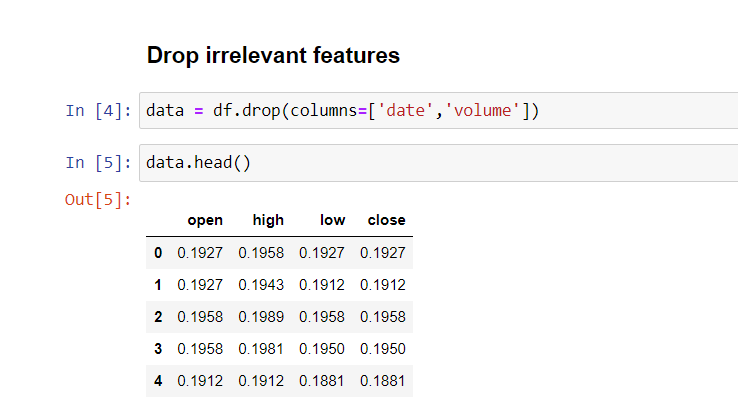 Drop irrelevant features
In [4]: data = df.drop(columns=['date','volume'])
In [5]: data.head()
Out[5]:
open high low close
0 0.1927 0.1958 0.1927 0.1927
1 0.1927 0.1943 0.1912 0.1912
2 0.1958 0.1989 0.1958 0.1958
3 0.1958 0.1981 0.1950 0.1950
4 0.1912 0.1912 0.1881 0.1881